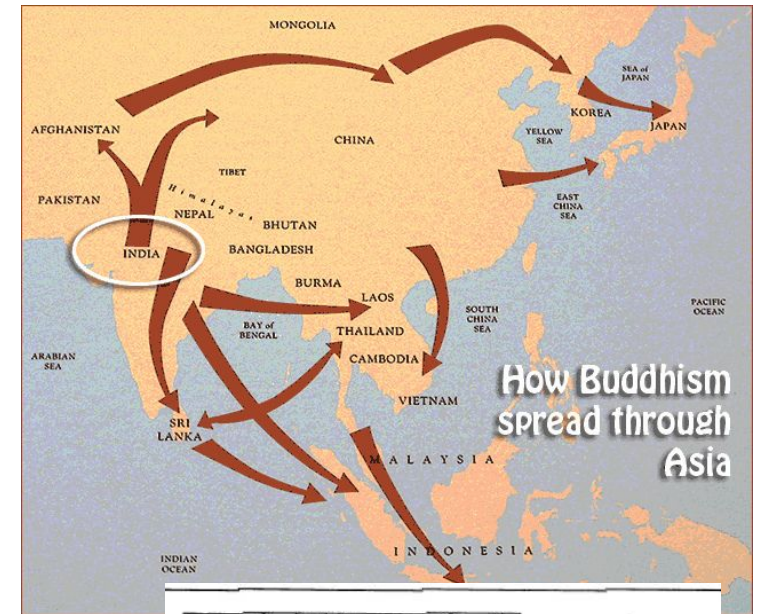 MONGOLIA
SEA of
JAPAN
KOREA
JAPAN
AFGHANISTAN
YELLOW
SEA
CHINA
TIBET
PAKISTAN
Himalayas
NEPAL
EAST
CHINA
SEA
BHUTAN
INDIA
BANGLADESH
BURMA
LAOS
PACIFIC
OCEAN
SOUTH
CHINA
SEA
BAY of
BENGAL
THAILAND
ARABIAN
SEA
CAMBODIA
How Buddhism
spread through
Asia
VIETNAM
SRI
LANKA
MALAYSIA
INDONESIA
INDIAN
OCEAN